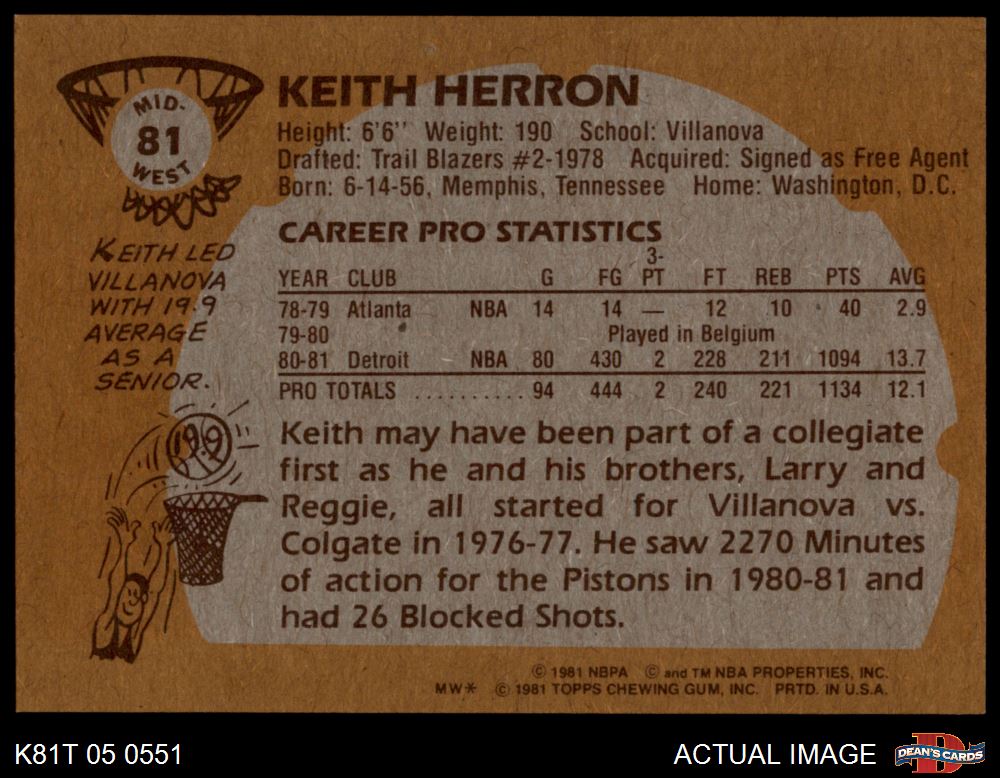 MID-
81
WEST
KEITH HERRON
Height: 6'6'' Weight: 190 School: Villanova
Drafted: Trail Blazers #2-1978 Acquired: Signed as Free Agent
Born: 6-14-56, Memphis, Tennessee Home: Washington, D.C.
KEITH LED
VILLANOVA
WITH 19.9
AVERAGE
AS A
SENIOR.
19.9
CAREER PRO STATISTICS
YEAR CLUB G FG 3-PT FT REB PTS AVG
78-79 Atlanta NBA 14 14 — 12 10 40 2.9
79-80 Played in Belgium
80-81 Detroit NBA 80 430 2 228 211 1094 13.7
PRO TOTALS .......... 94 444 2 240 221 1134 12.1
Keith may have been part of a collegiate
first as he and his brothers, Larry and
Reggie, all started for Villanova vs.
Colgate in 1976-77. He saw 2270 Minutes
of action for the Pistons in 1980-81 and
had 26 Blocked Shots.
© 1981 NBPA © and TM NBA PROPERTIES, INC.
MW* © 1981 TOPPS CHEWING GUM, INC. PRTD. IN U.S.A.
K81T 05 0551
ACTUAL IMAGE
D
DEAN'S CARDS